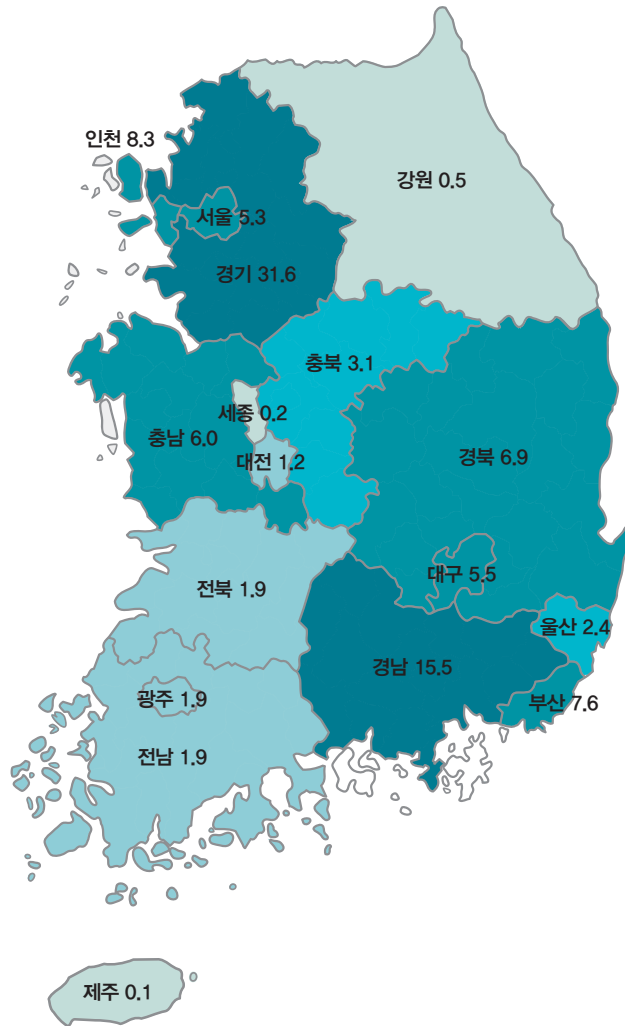 인천 8.3
강원 0.5
서울 5.3
경기 31.6
충북 3.1
세종 0.2
충남 6.0
대전 1.2
경북 6.9
대구 5.5
전북 1.9
울산 2.4
경남 15.5
광주 1.9
부산 7.6
전남 1.9
제주 0.1